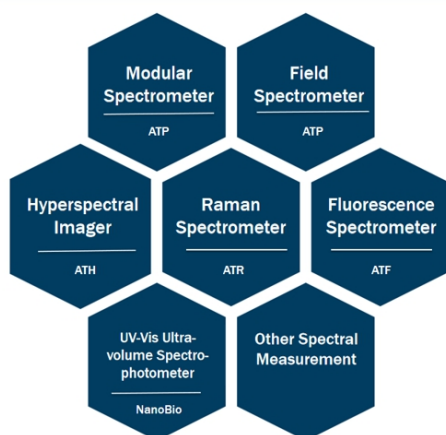 Modular
Spectrometer
ATP
Field
Spectrometer
ATP
Hyperspectral
Imager
ATH
Raman
Spectrometer
ATR
Fluorescence
Spectrometer
ATF
UV-Vis Ultra-
volume Spectro-
photometer
NanoBio
Other Spectral
Measurement